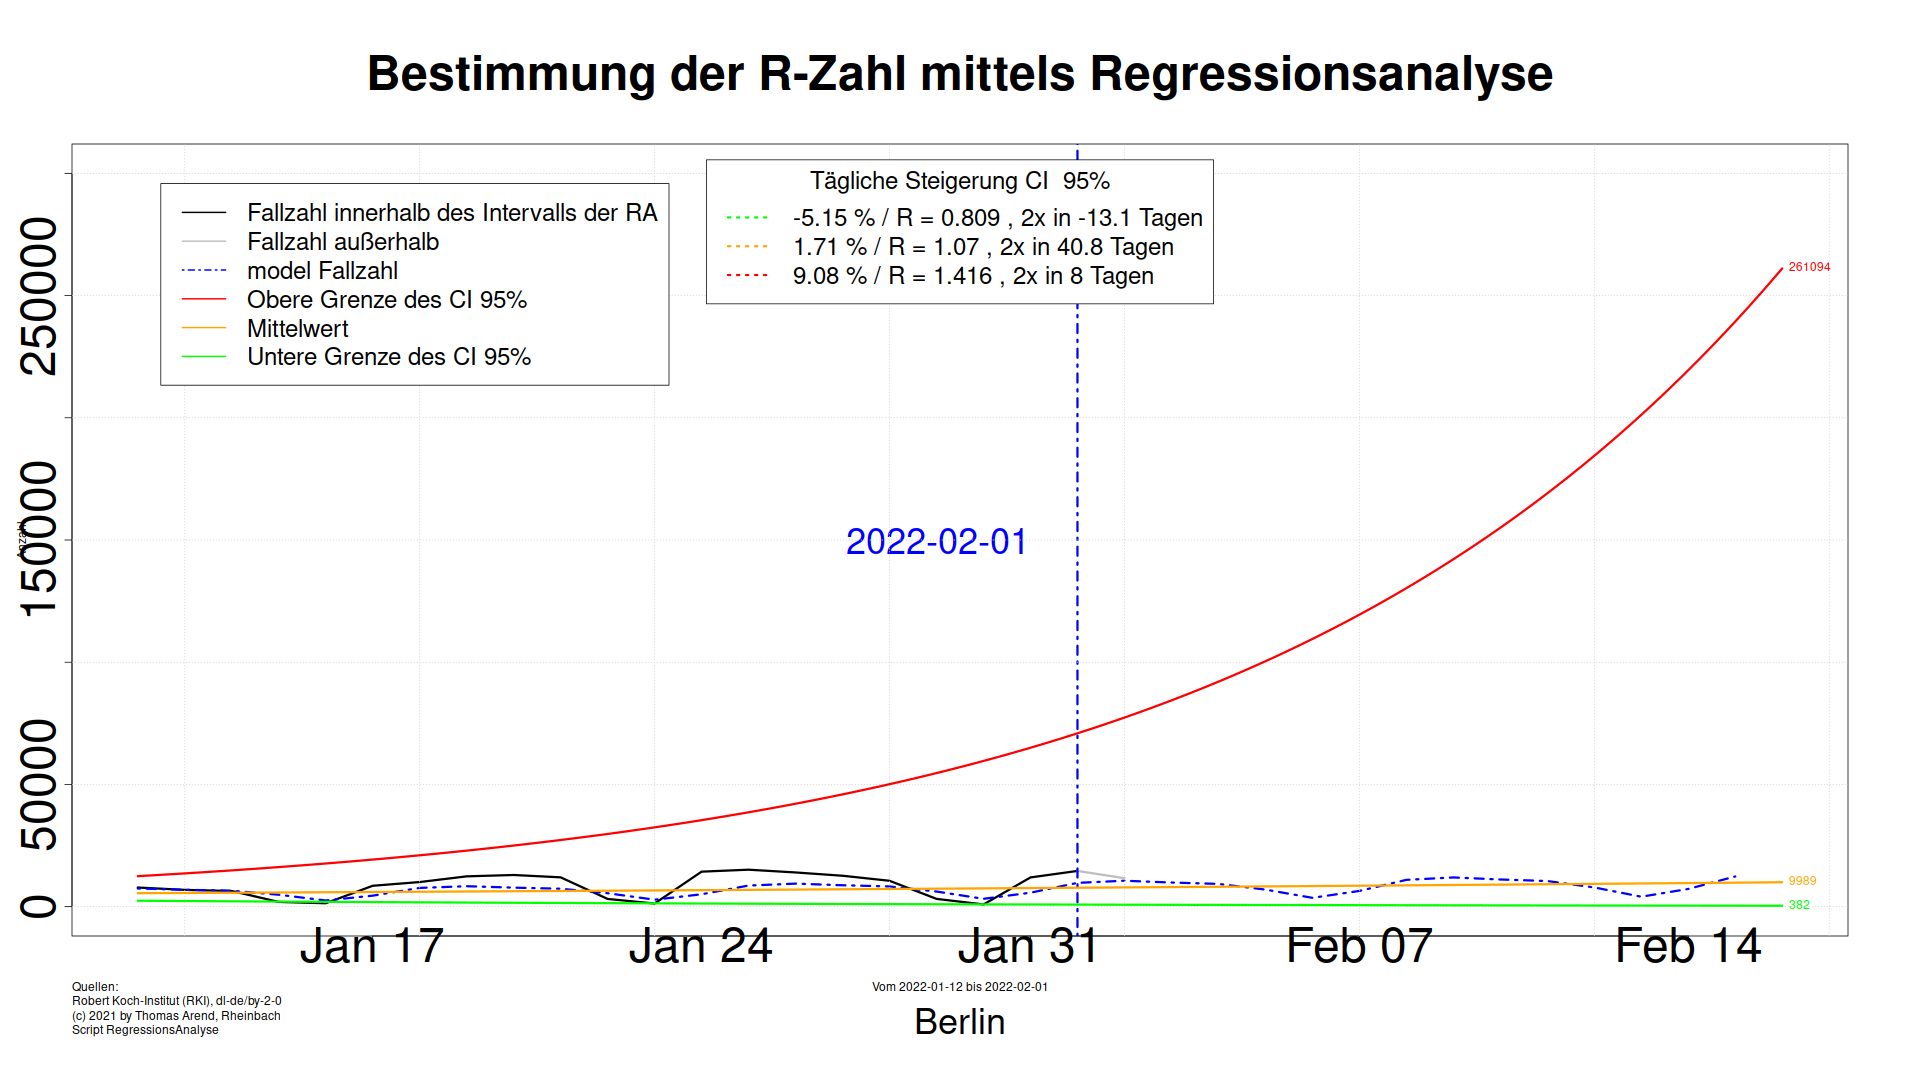 Bestimmung der R-Zahl mittels Regressionsanalyse
Fallzahl innerhalb des Intervalls der RA
Fallzahl außerhalb
model Fallzahl
Obere Grenze des CI 95%
Mittelwert
Untere Grenze des CI 95%
Tägliche Steigerung CI  95%
-5.15 % / R = 0.809 , 2x in -13.1 Tagen
1.71 % / R = 1.07 , 2x in 40.8 Tagen
9.08 % / R = 1.416 , 2x in 8 Tagen
261094
250000
150000
Anzahl
2022-02-01
50000
9989
382
0
Jan 17
Jan 24
Jan 31
Feb 07
Feb 14
Quellen:
Robert Koch-Institut (RKI), dl-de/by-2-0
(c) 2021 by Thomas Arend, Rheinbach
Script RegressionsAnalyse
Vom 2022-01-12 bis 2022-02-01
Berlin